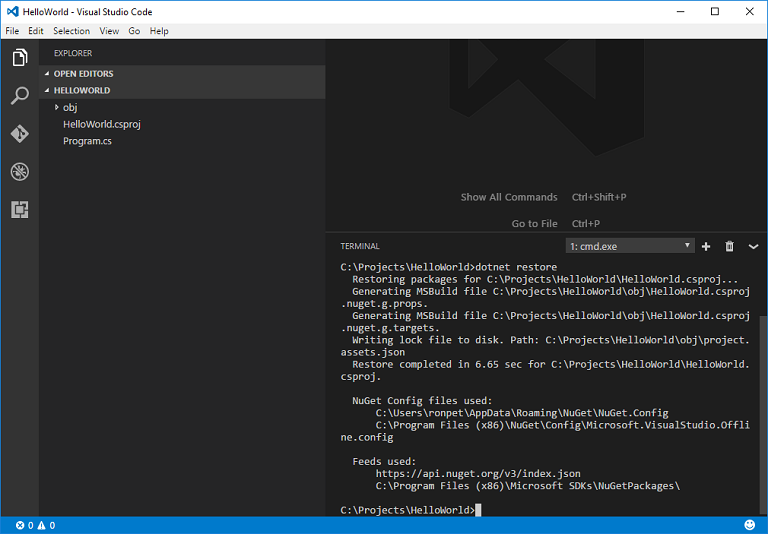 HelloWorld - Visual Studio Code
File Edit Selection View Go Help
EXPLORER
OPEN EDITORS
HELLOWORLD
obj
HelloWorld.csproj
Program.cs
Show All Commands Ctrl+Shift+P
Go to File Ctrl+P
TERMINAL 1: cmd.exe
C:\Projects\HelloWorld>dotnet restore
Restoring packages for C:\Projects\HelloWorld\HelloWorld.csproj...
Generating MSBuild file C:\Projects\HelloWorld\obj\HelloWorld.csproj
.nuget.g.props.
Generating MSBuild file C:\Projects\HelloWorld\obj\HelloWorld.csproj
.nuget.g.targets.
Writing lock file to disk. Path: C:\Projects\HelloWorld\obj\project.
assets.json
Restore completed in 6.65 sec for C:\Projects\HelloWorld\HelloWorld.
csproj.
NuGet Config files used:
C:\Users\ronpet\AppData\Roaming\NuGet\NuGet.Config
C:\Program Files (x86)\NuGet\Config\Microsoft.VisualStudio.Offli
ne.config
Feeds used:
https://api.nuget.org/v3/index.json
C:\Program Files (x86)\Microsoft SDKs\NuGetPackages\
C:\Projects\HelloWorld>
0 0